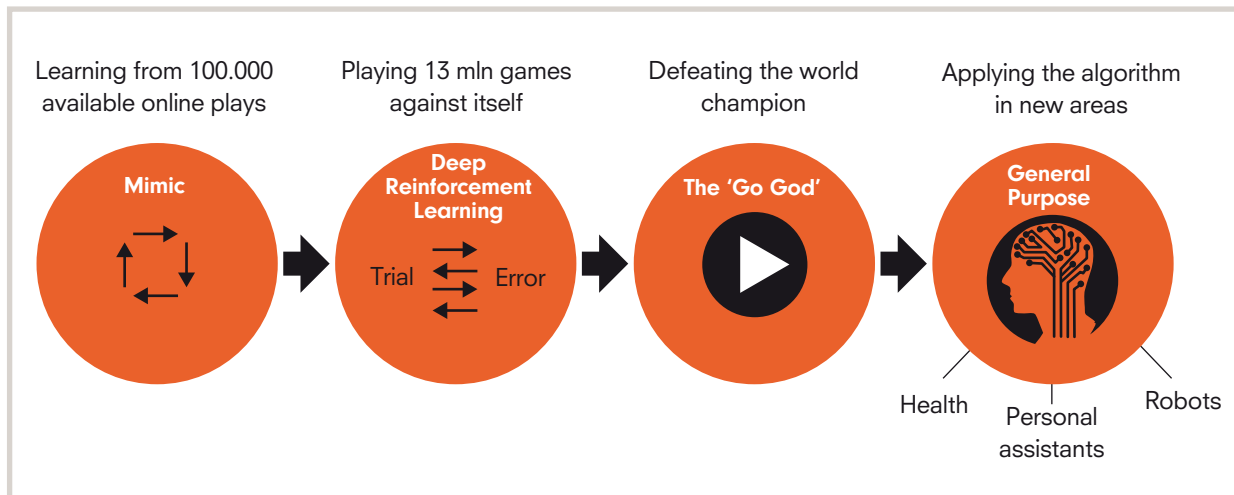 Learning from 100.000
available online plays
Playing 13 mln games
against itself
Defeating the world
champion
Applying the algorithm
in new areas
Mimic
Deep
Reinforcement
Learning
Trial
Error
The 'Go God'
General
Purpose
Health
Personal
assistants
Robots